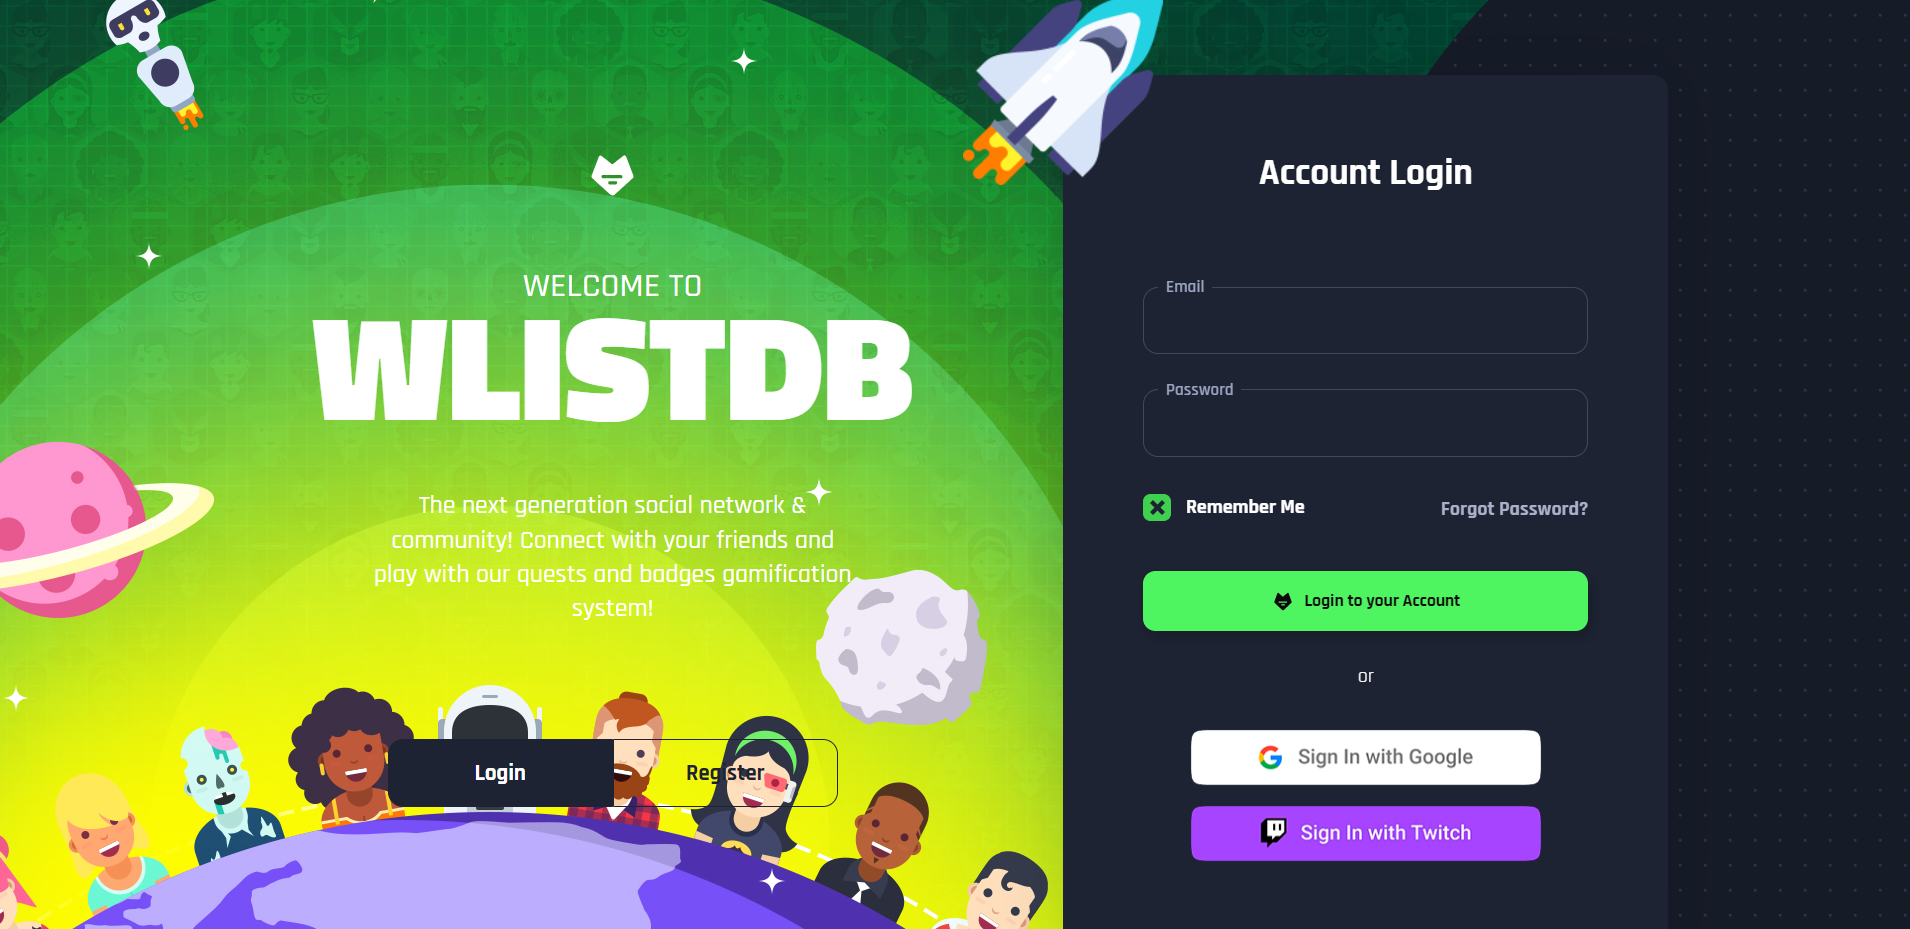 WELCOME TO
WLISTDB
The next generation social network &
community! Connect with your friends and
play with our quests and badges gamification
system!
Login
Register
Account Login
Email
Password
Remember Me
Forgot Password?
Login to your Account
or
Sign In with Google
Sign In with Twitch